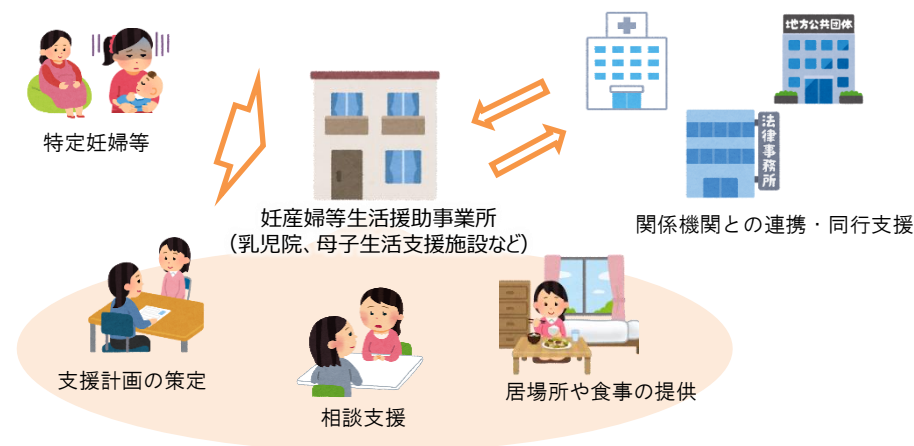 地方公共団体
特定妊婦等
法律事務所
妊産婦等生活援助事業所
（乳児院、母子生活支援施設など）
関係機関との連携・同行支援
支援計画の策定
相談支援
居場所や食事の提供